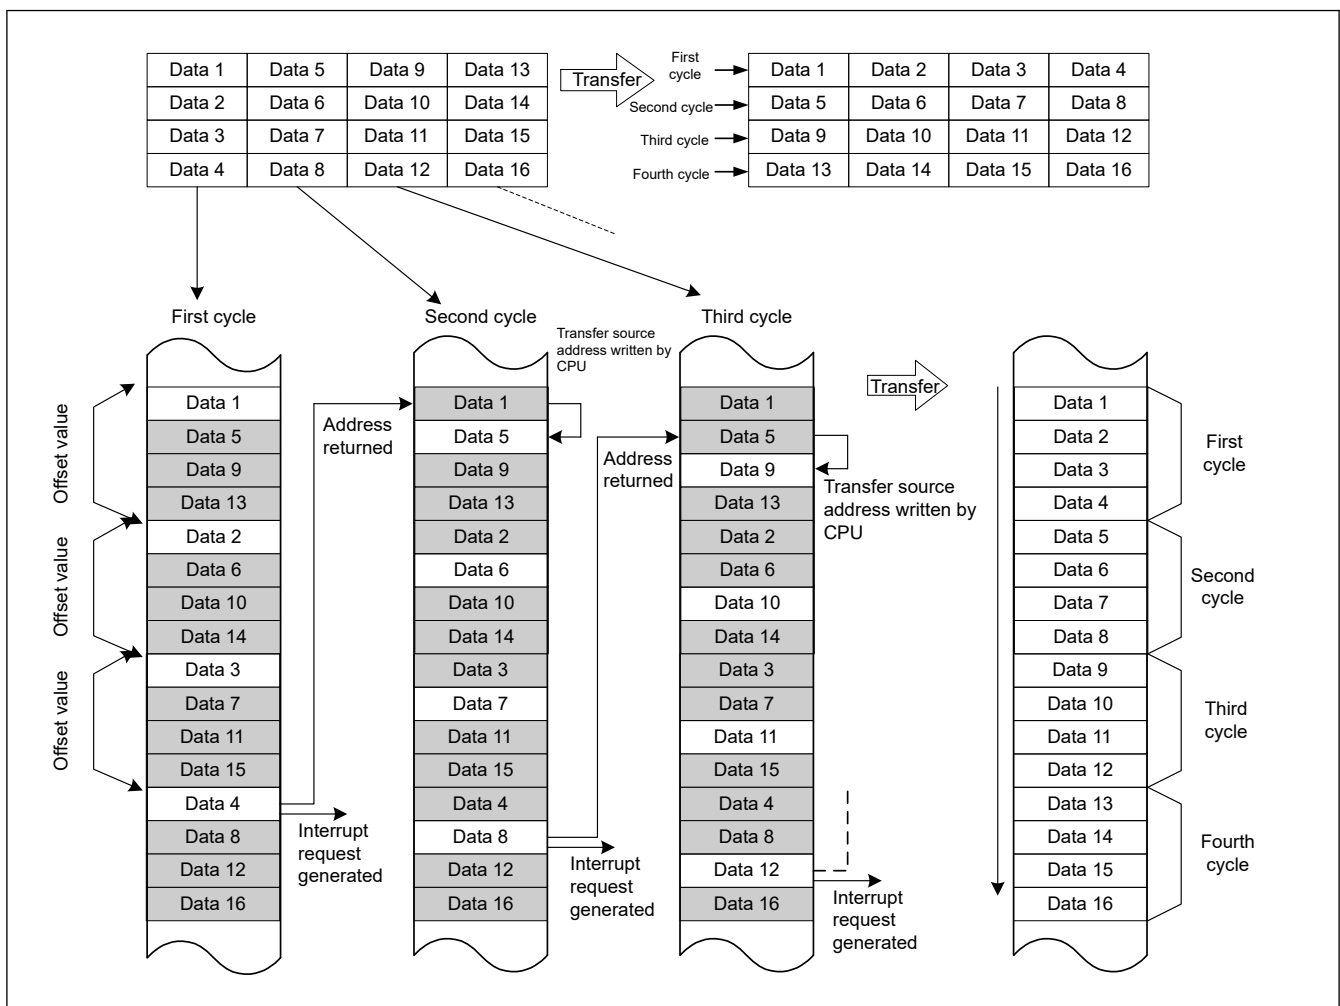 Data 1 Data 5 Data 9 Data 13
Data 2 Data 6 Data 10 Data 14
Data 3 Data 7 Data 11 Data 15
Data 4 Data 8 Data 12 Data 16
Transfer
First
cycle
Second cycle
Third cycle
Fourth cycle
Data 1 Data 2 Data 3 Data 4
Data 5 Data 6 Data 7 Data 8
Data 9 Data 10 Data 11 Data 12
Data 13 Data 14 Data 15 Data 16
First cycle
Offset value
Offset value
Offset value
Data 1
Data 5
Data 9
Data 13
Data 2
Data 6
Data 10
Data 14
Data 3
Data 7
Data 11
Data 15
Data 4
Data 8
Data 12
Data 16
Address
returned
Interrupt
request
generated
Second cycle
Transfer source
address written by
CPU
Data 1
Data 5
Data 9
Data 13
Data 2
Data 6
Data 10
Data 14
Data 3
Data 7
Data 11
Data 15
Data 4
Data 8
Data 12
Data 16
Address
returned
Interrupt
request
generated
Third cycle
Data 1
Data 5
Data 9
Data 13
Data 2
Data 6
Data 10
Data 14
Data 3
Data 7
Data 11
Data 15
Data 4
Data 8
Data 12
Data 16
Transfer source
address written by
CPU
Interrupt
request
generated
Transfer
Data 1
Data 2
Data 3
Data 4
Data 5
Data 6
Data 7
Data 8
Data 9
Data 10
Data 11
Data 12
Data 13
Data 14
Data 15
Data 16
First
cycle
Second
cycle
Third
cycle
Fourth
cycle